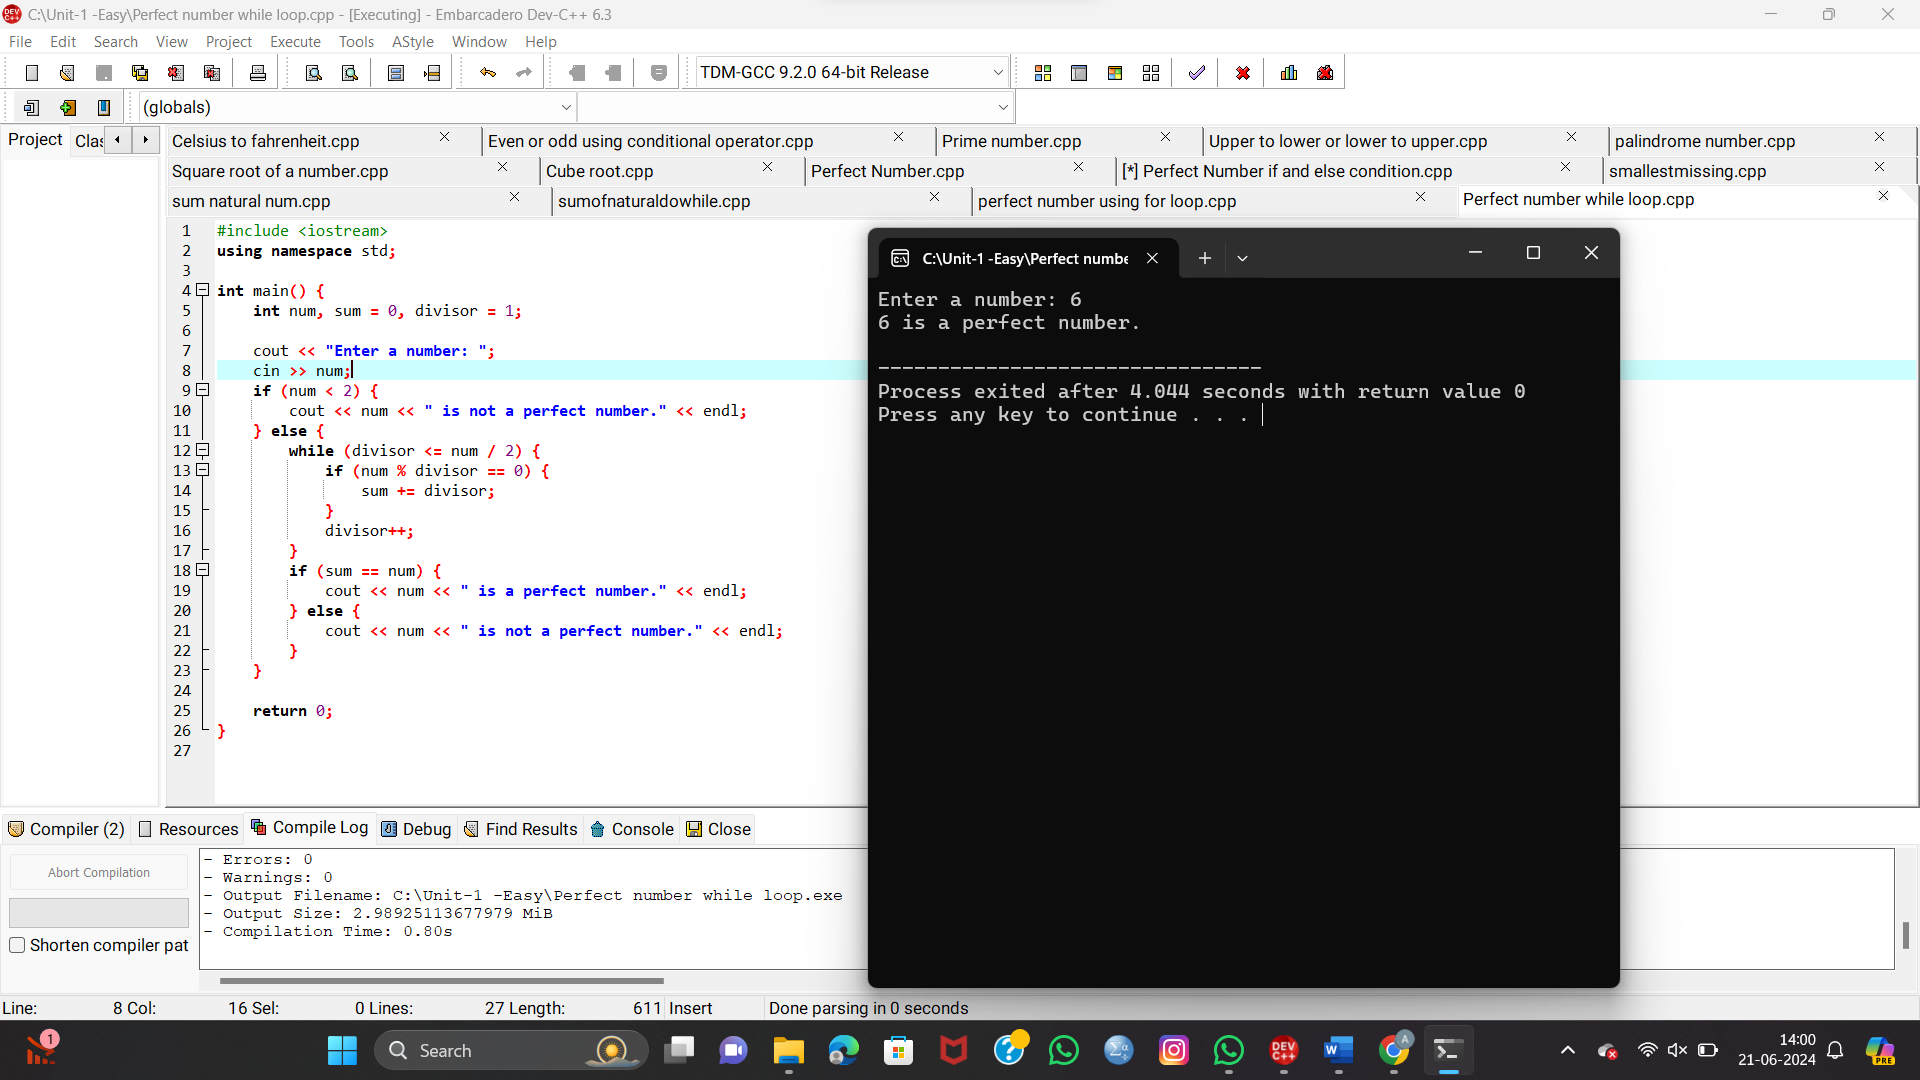 C:\Unit-1 -Easy\Perfect number while loop.cpp - [Executing] - Embarcadero Dev-C++ 6.3
File Edit Search View Project Execute Tools AStyle Window Help
TDM-GCC 9.2.0 64-bit Release
(globals)
Project Clas
Celsius to fahrenheit.cpp Even or odd using conditional operator.cpp Prime number.cpp Upper to lower or lower to upper.cpp palindrome number.cpp
Square root of a number.cpp Cube root.cpp Perfect Number.cpp [*] Perfect Number if and else condition.cpp smallestmissing.cpp
sum natural num.cpp sumofnaturaldowhile.cpp perfect number using for loop.cpp Perfect number while loop.cpp
1 #include <iostream>
2 using namespace std;
3
4 int main() {
5 int num, sum = 0, divisor = 1;
6
7 cout << "Enter a number: ";
8 cin >> num;
9 if (num < 2) {
10 cout << num << " is not a perfect number." << endl;
11 } else {
12 while (divisor <= num / 2) {
13 if (num % divisor == 0) {
14 sum += divisor;
15 }
16 divisor++;
17 }
18 if (sum == num) {
19 cout << num << " is a perfect number." << endl;
20 } else {
21 cout << num << " is not a perfect number." << endl;
22 }
23 }
24
25 return 0;
26 }
27
C:\Unit-1 -Easy\Perfect numbe
Enter a number: 6
6 is a perfect number.
--------------------------------
Process exited after 4.044 seconds with return value 0
Press any key to continue . . .
Compiler (2) Resources Compile Log Debug Find Results Console Close
Abort Compilation
Shorten compiler pat
- Errors: 0
- Warnings: 0
- Output Filename: C:\Unit-1 -Easy\Perfect number while loop.exe
- Output Size: 2.98925113677979 MiB
- Compilation Time: 0.80s
Line: 8 Col: 16 Sel: 0 Lines: 27 Length: 611 Insert Done parsing in 0 seconds
1
Search
DEV C++
A
14:00
21-06-2024
PRE